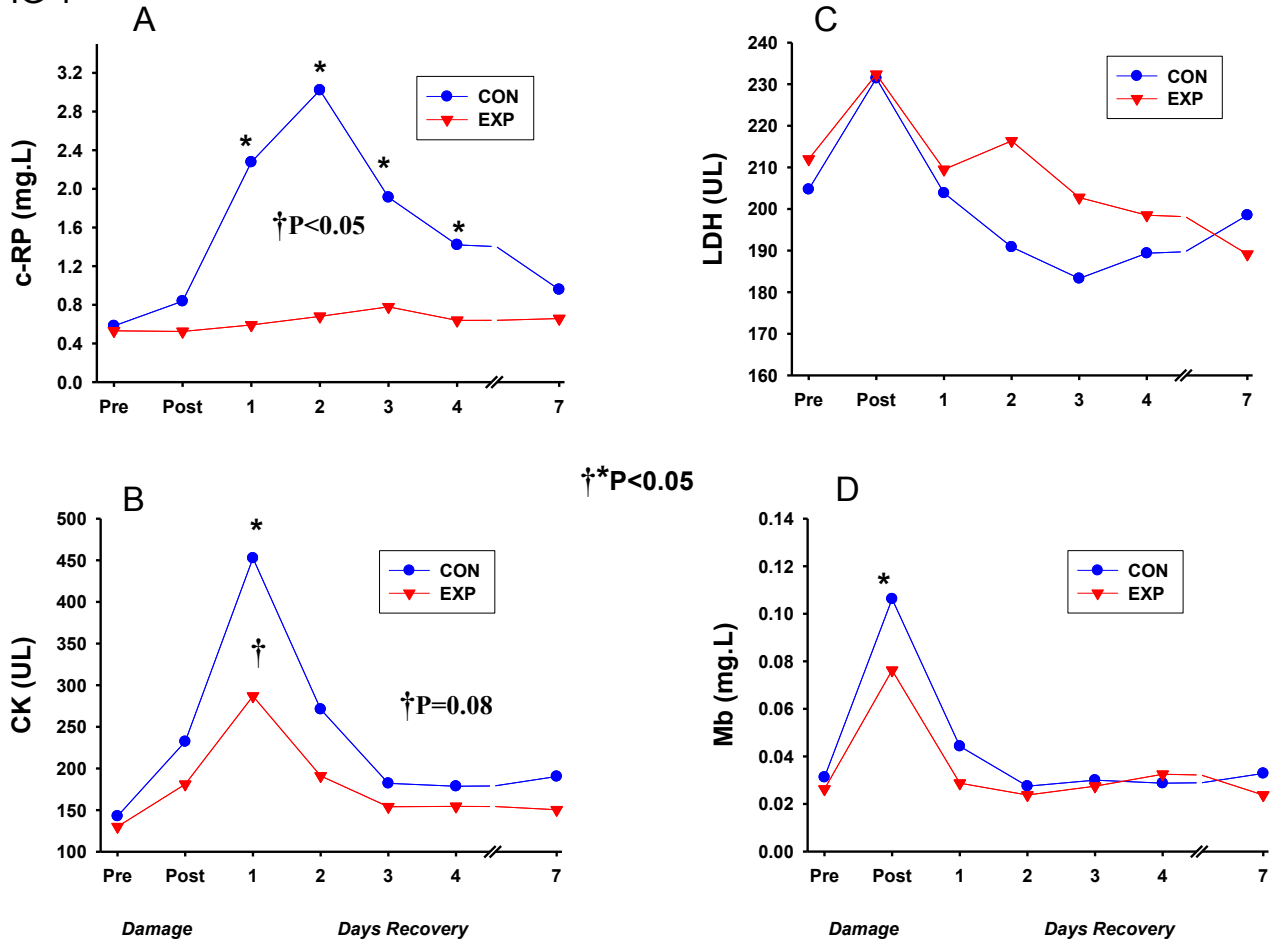 A
c-RP (mg.L)
3.2
2.8
2.4
2.0
1.6
1.2
0.8
0.4
0.0
*
*
*
*
CON
EXP
†P<0.05
Pre Post 1 2 3 4 7
C
LDH (UL)
240
230
220
210
200
190
180
170
160
CON
EXP
Pre Post 1 2 3 4 7
†*P<0.05
B
CK (UL)
500
450
400
350
300
250
200
150
100
*
†
CON
EXP
†P=0.08
Pre Post 1 2 3 4 7
Damage Days Recovery
D
Mb (mg.L)
0.14
0.12
0.10
0.08
0.06
0.04
0.02
0.00
*
CON
EXP
Pre Post 1 2 3 4 7
Damage Days Recovery